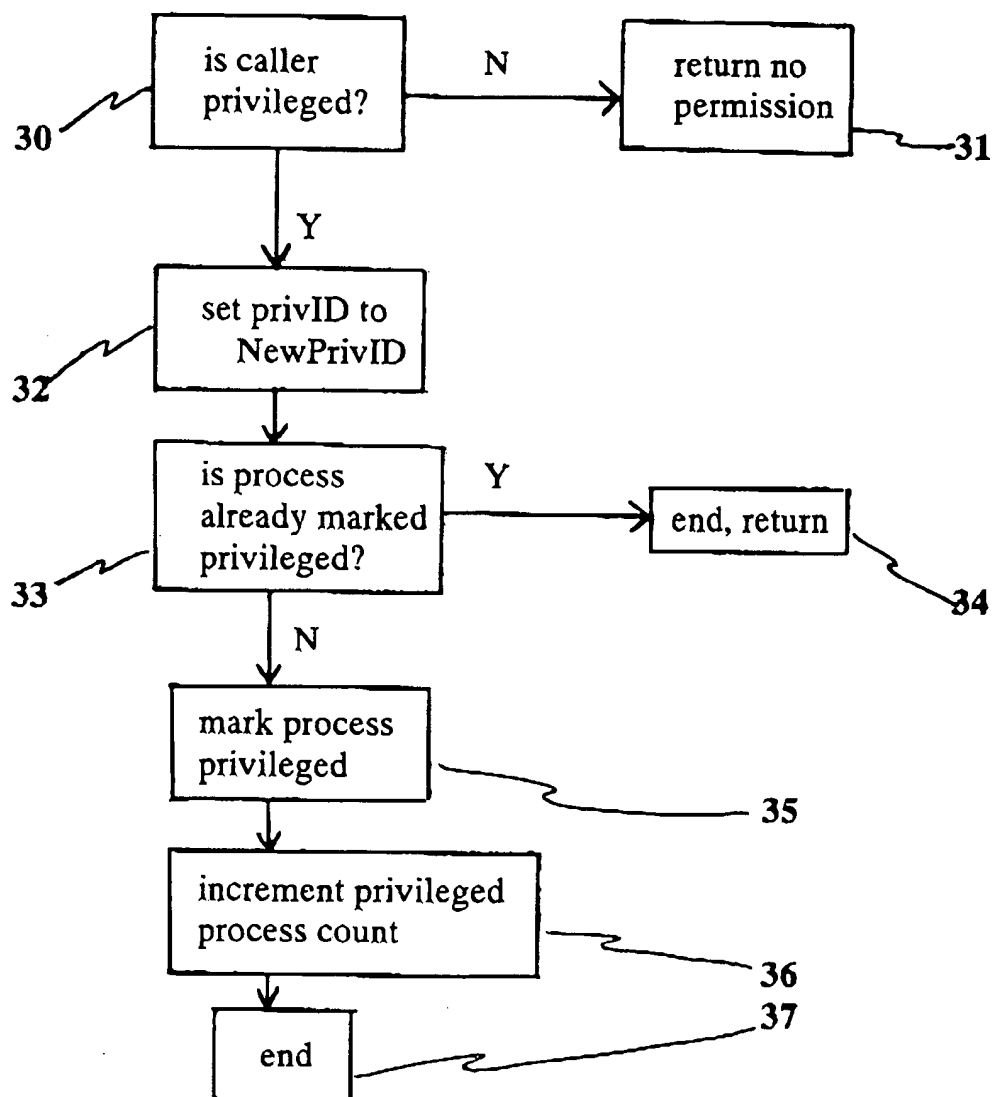 is caller
privileged?
N
return no
permission
30
31
Y
set privID to
NewPrivID
32
is process
already marked
privileged?
Y
end, return
33
34
N
mark process
privileged
35
increment privileged
process count
36
37
end